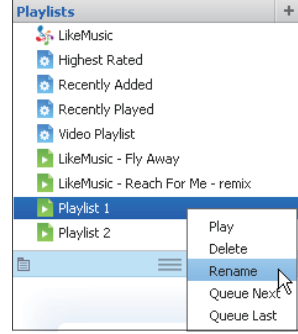 Playlists +
LikeMusic
Highest Rated
Recently Added
Recently Played
Video Playlist
LikeMusic - Fly Away
LikeMusic - Reach For Me - remix
Playlist 1
Playlist 2
Play
Delete
Rename
Queue Next
Queue Last